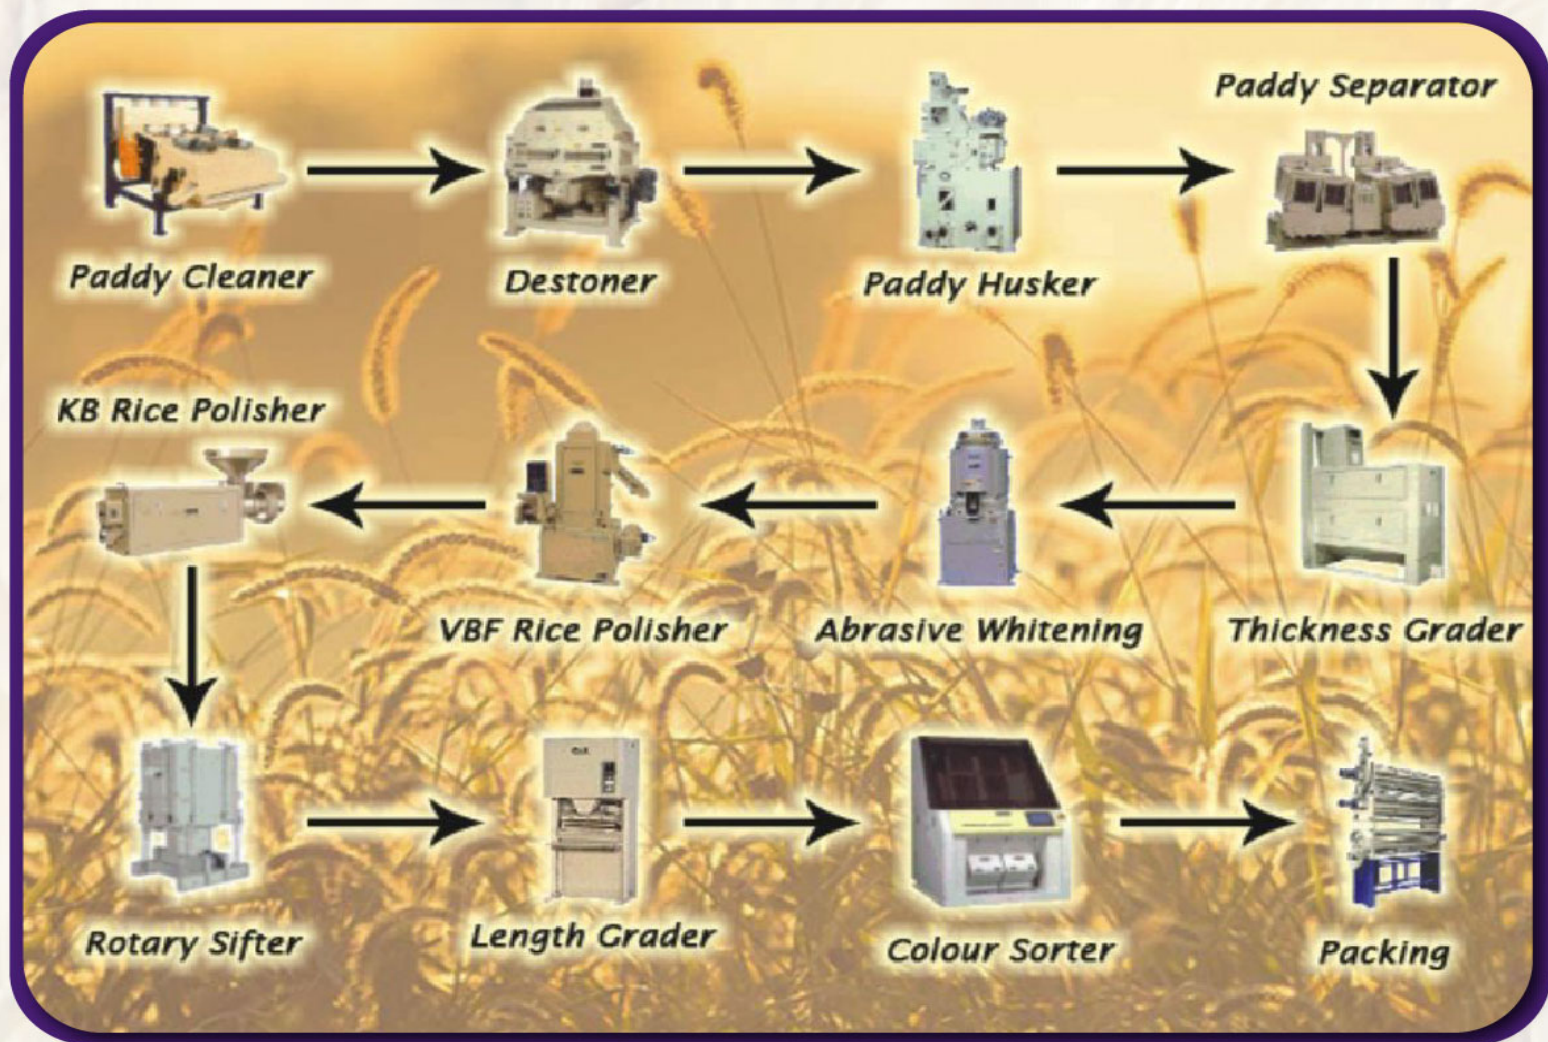 Paddy Separator
Paddy Cleaner
Destoner
Paddy Husker
KB Rice Polisher
VBF Rice Polisher
Abrasive Whitening
Thickness Grader
Rotary Sifter
Length Grader
Colour Sorter
Packing